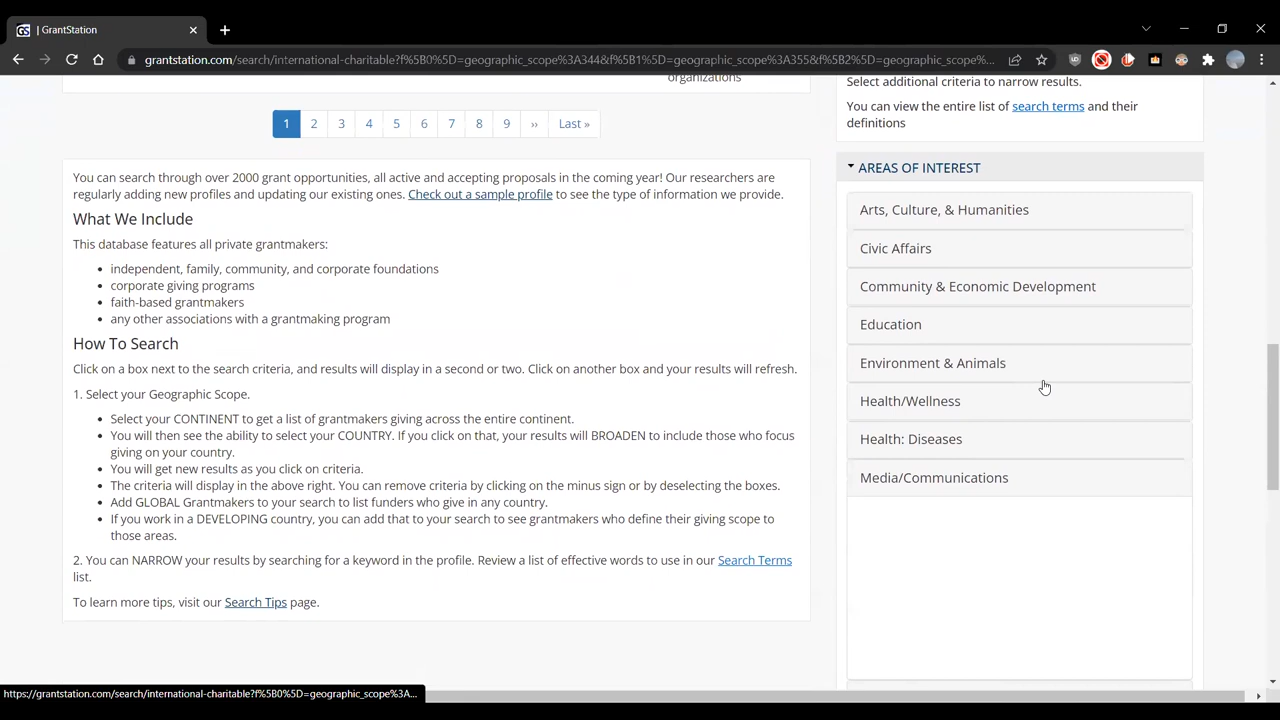 | GrantStation
grantstation.com/search/international-charitable?f%5B0%5D=geographic_scope%3A344&f%5B1%5D=geographic_scope%3A355&f%5B2%5D=geographic_scope%3A...
organizations
1 2 3 4 5 6 7 8 9 ›› Last »
You can search through over 2000 grant opportunities, all active and accepting proposals in the coming year! Our researchers are
regularly adding new profiles and updating our existing ones. Check out a sample profile to see the type of information we provide.
What We Include
This database features all private grantmakers:
• independent, family, community, and corporate foundations
• corporate giving programs
• faith-based grantmakers
• any other associations with a grantmaking program
How To Search
Click on a box next to the search criteria, and results will display in a second or two. Click on another box and your results will refresh.
1. Select your Geographic Scope.
• Select your CONTINENT to get a list of grantmakers giving across the entire continent.
• You will then see the ability to select your COUNTRY. If you click on that, your results will BROADEN to include those who focus
giving on your country.
• You will get new results as you click on criteria.
• The criteria will display in the above right. You can remove criteria by clicking on the minus sign or by deselecting the boxes.
• Add GLOBAL Grantmakers to your search to list funders who give in any country.
• If you work in a DEVELOPING country, you can add that to your search to see grantmakers who define their giving scope to
those areas.
2. You can NARROW your results by searching for a keyword in the profile. Review a list of effective words to use in our Search Terms
list.
To learn more tips, visit our Search Tips page.
Select additional criteria to narrow results.
You can view the entire list of search terms and their
definitions
AREAS OF INTEREST
Arts, Culture, & Humanities
Civic Affairs
Community & Economic Development
Education
Environment & Animals
Health/Wellness
Health: Diseases
Media/Communications
https://grantstation.com/search/international-charitable?f%5B0%5D=geographic_scope%3A...